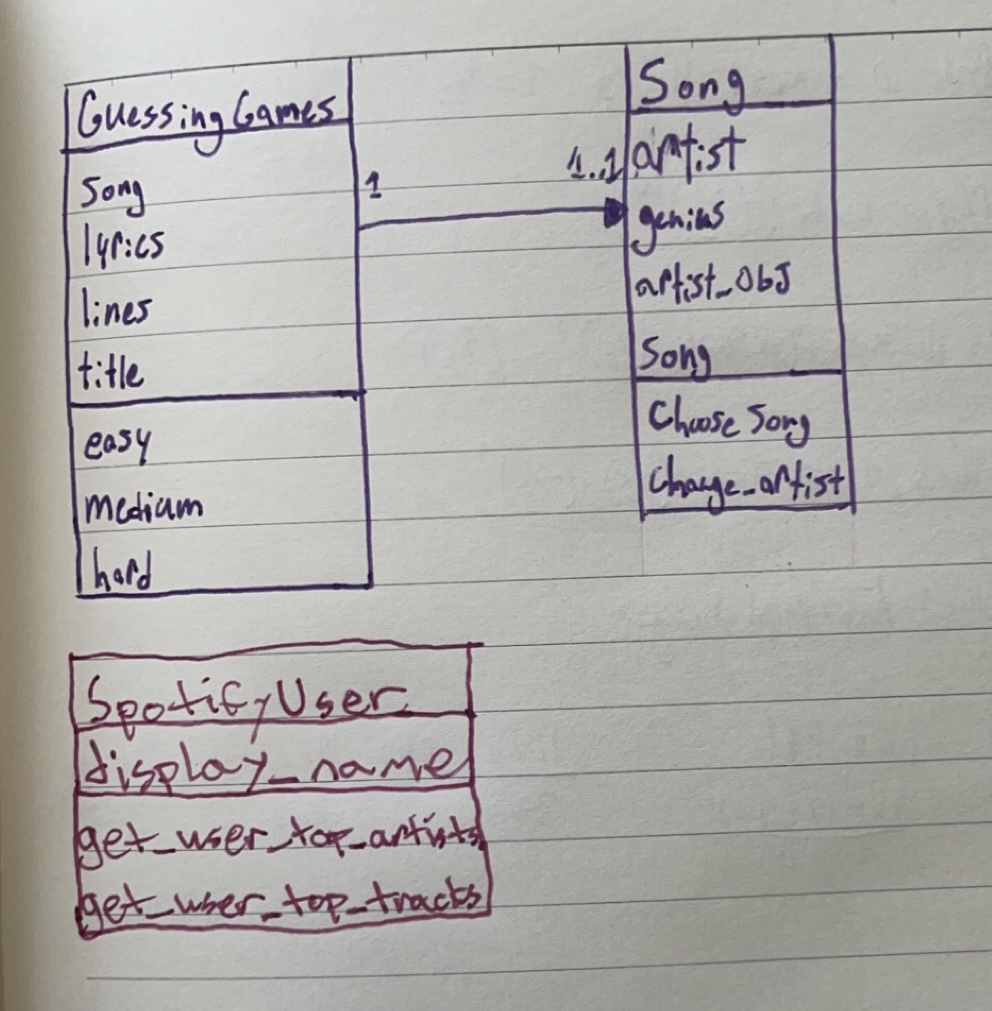 GuessingGames
song
lyrics
lines
title
easy
medium
hard
1
1..1
Song
artist
genius
artist_obj
Song
Choose Song
Change_artist
SpotifyUser
display_name
get_user_top_artists
get_user_top_tracks